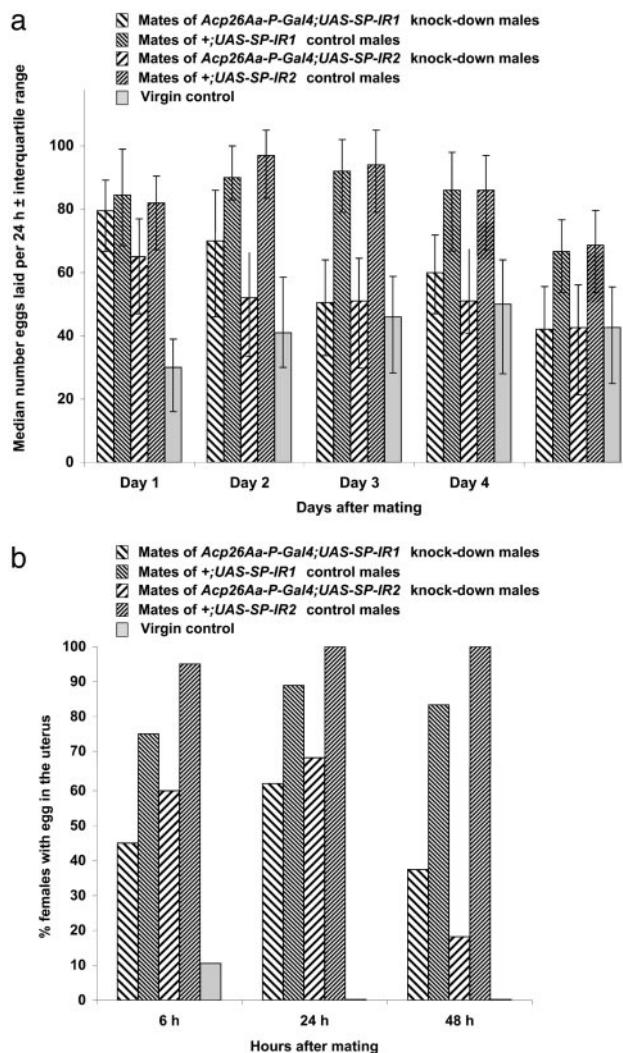 a
Mates of Acp26Aa-P-Gal4;UAS-SP-IR1 knock-down males
Mates of +;UAS-SP-IR1 control males
Mates of Acp26Aa-P-Gal4;UAS-SP-IR2 knock-down males
Mates of +;UAS-SP-IR2 control males
Virgin control
Median number eggs laid per 24 h ± interquartile range
100
80
60
40
20
0
Day 1 Day 2 Day 3 Day 4
Days after mating
b
Mates of Acp26Aa-P-Gal4;UAS-SP-IR1 knock-down males
Mates of +;UAS-SP-IR1 control males
Mates of Acp26Aa-P-Gal4;UAS-SP-IR2 knock-down males
Mates of +;UAS-SP-IR2 control males
Virgin control
% females with egg in the uterus
100
90
80
70
60
50
40
30
20
10
0
6 h 24 h 48 h
Hours after mating